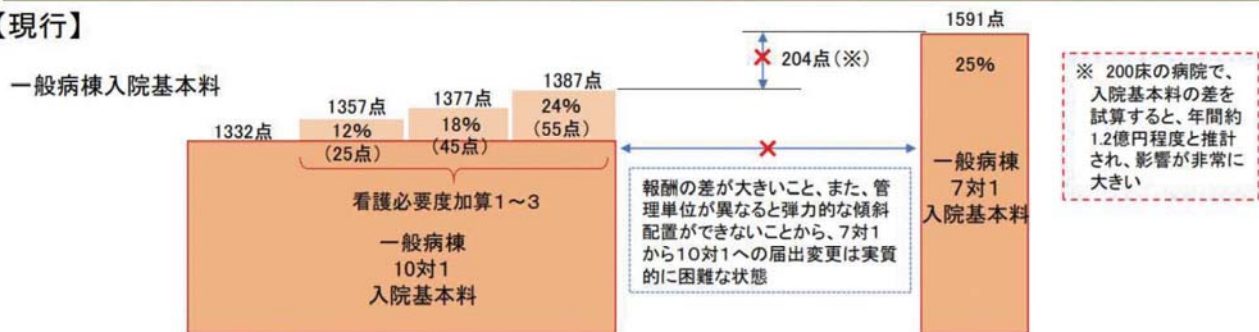 【現行】
一般病棟入院基本料
1332点
1357点
12%
(25点)
1377点
18%
(45点)
1387点
24%
(55点)
看護必要度加算1～3
一般病棟
10対1
入院基本料
204点(※)
報酬の差が大きいこと、また、管
理単位が異なると弾力的な傾斜
配置ができないことから、7対1
から10対1への届出変更は実質
的に困難な状態
1591点
25%
一般病棟
7対1
入院基本料
※ 200床の病院で、
入院基本料の差を
試算すると、年間約
1.2億円程度と推計
され、影響が非常に
大きい